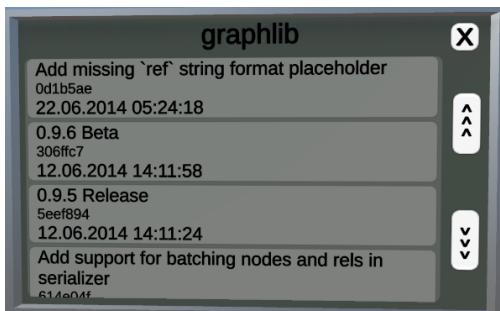 graphlib
X
Add missing `ref` string format placeholder
0d1b5ae
22.06.2014 05:24:18
0.9.6 Beta
306ffc7
12.06.2014 14:11:58
0.9.5 Release
5eef894
12.06.2014 14:11:24
Add support for batching nodes and rels in
serializer
614e04f